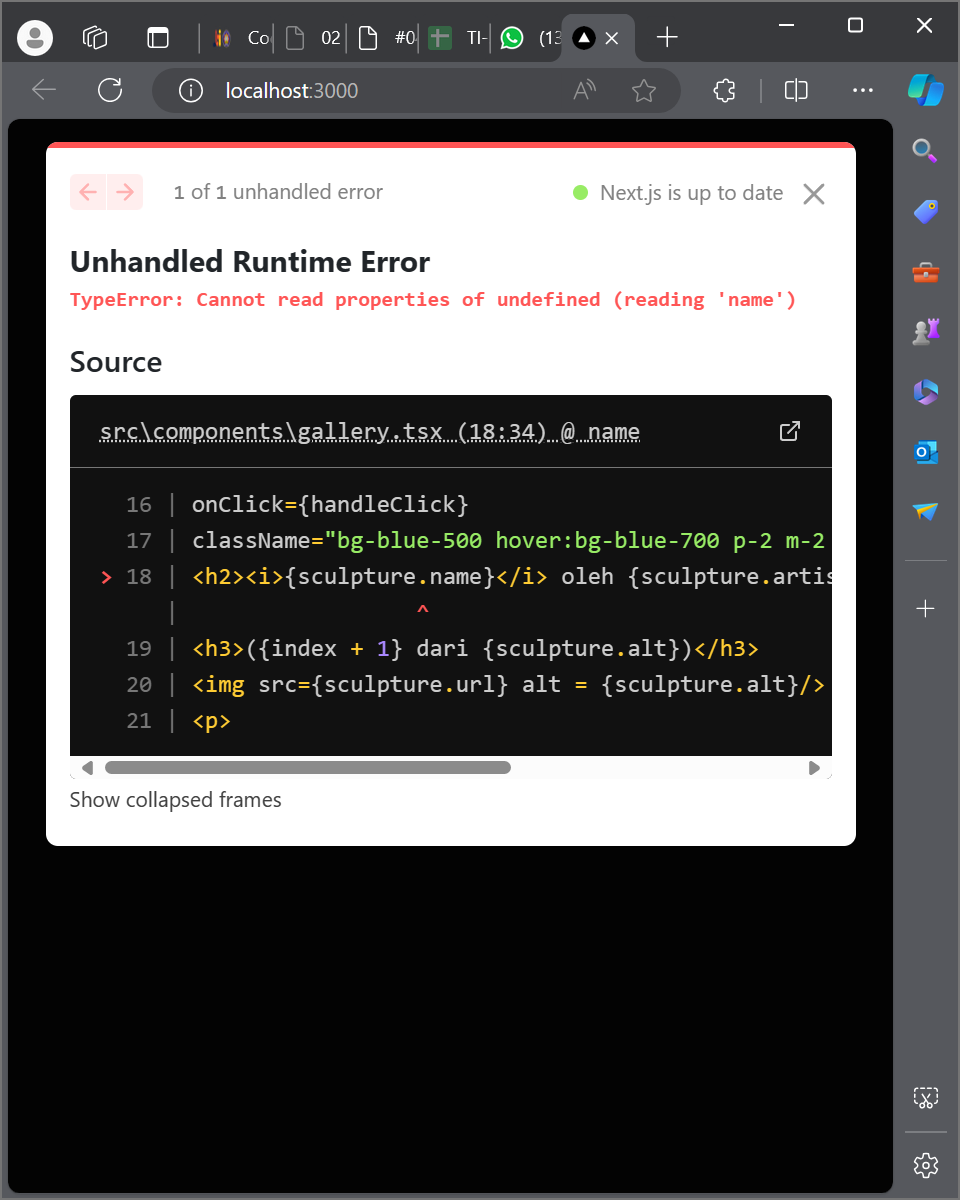 Co
02
#0
TI-
(13
localhost:3000
1 of 1 unhandled error
Next.js is up to date
Unhandled Runtime Error
TypeError: Cannot read properties of undefined (reading 'name')
Source
src\components\gallery.tsx (18:34) @ name
16 | onClick={handleClick}
17 | className="bg-blue-500 hover:bg-blue-700 p-2 m-2
> 18 | <h2><i>{sculpture.name}</i> oleh {sculpture.artis
| ^
19 | <h3>({index + 1} dari {sculpture.alt})</h3>
20 | <img src={sculpture.url} alt = {sculpture.alt}/>
21 | <p>
Show collapsed frames